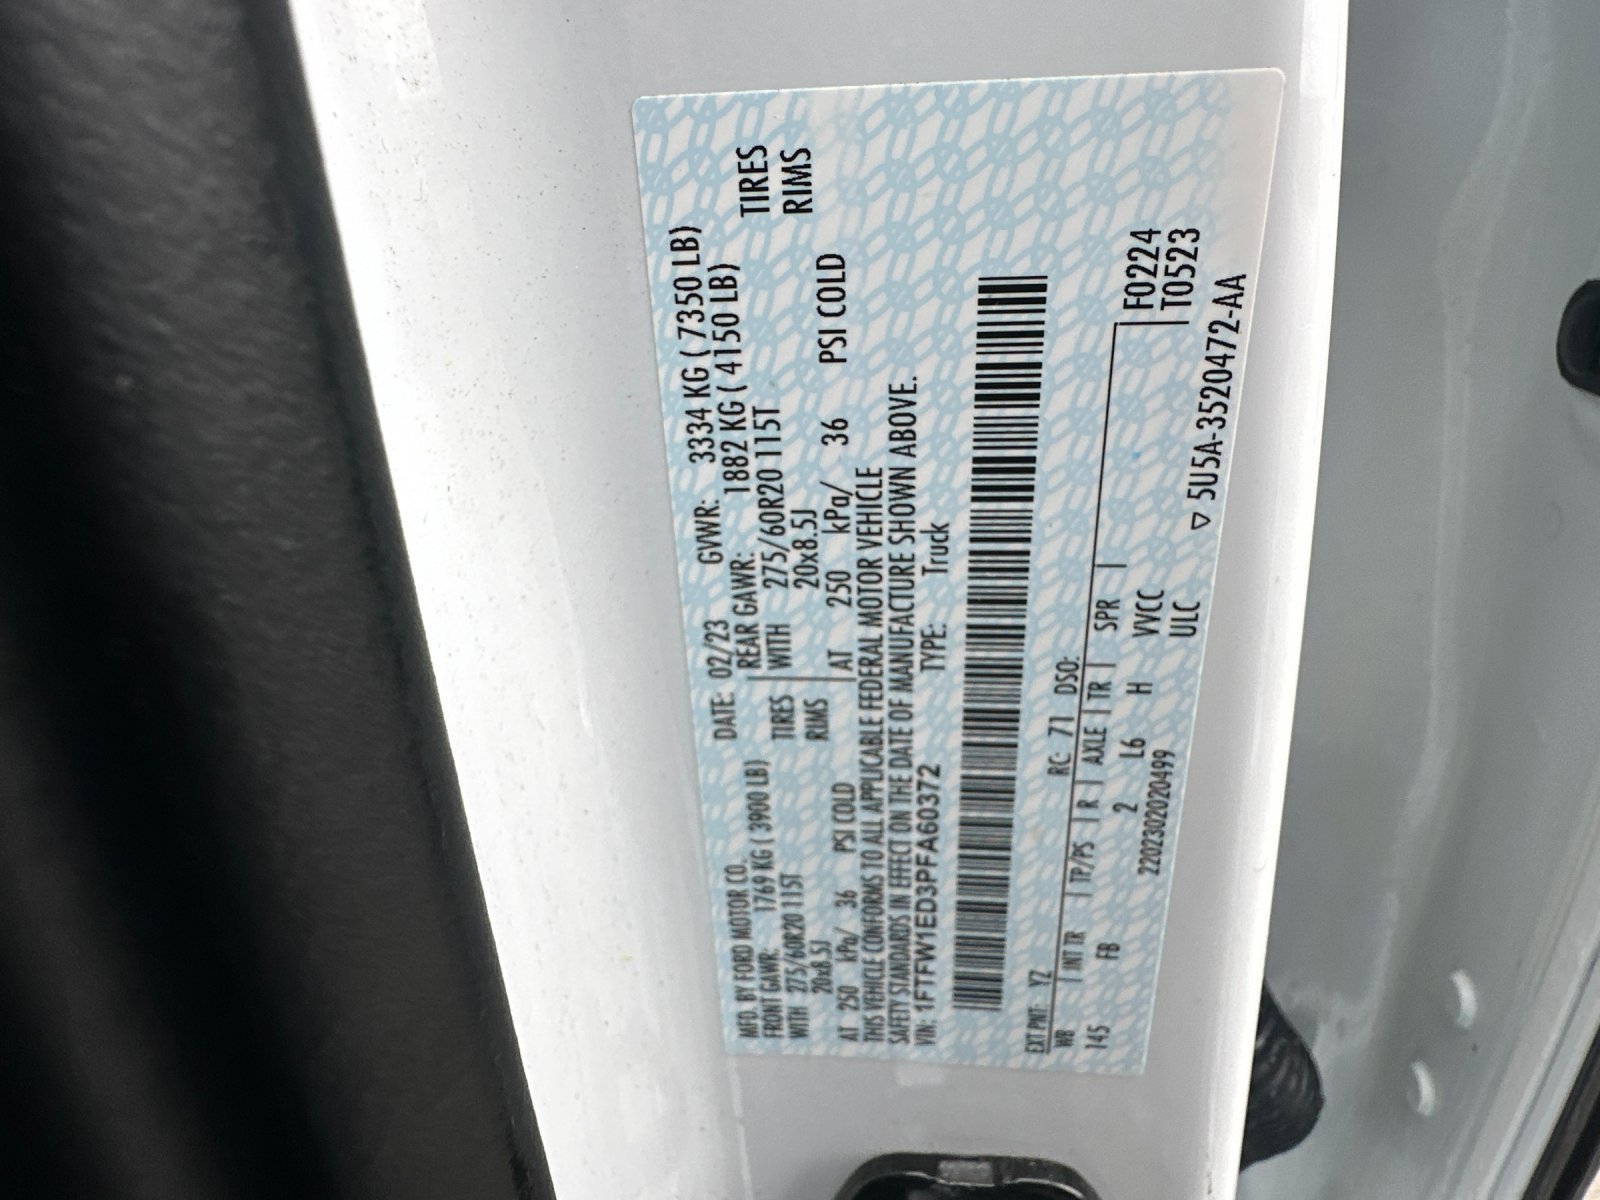 MFD. BY FORD MOTOR CO. DATE: 02/23 GVWR: 3334 KG ( 7350 LB)
FRONT GAWR: 1769 KG ( 3900 LB) REAR GAWR: 1882 KG ( 4150 LB)
WITH 275/60R20 115T TIRES WITH 275/60R20 115T TIRES
20x8.5J RIMS 20x8.5J RIMS
AT 250 kPa/ 36 PSI COLD AT 250 kPa/ 36 PSI COLD
THIS VEHICLE CONFORMS TO ALL APPLICABLE FEDERAL MOTOR VEHICLE
SAFETY STANDARDS IN EFFECT ON THE DATE OF MANUFACTURE SHOWN ABOVE.
VIN: 1FTFW1ED3PFA60372 TYPE: Truck
EXT PNT: YZ RC: 71 DSO:
WB | INT TR | TP/PS | R | AXLE | TR | SPR | F0224
145 FB 2 L6 H VVCC T0523
2202302020499 ULC
▽ 5U5A-3520472-AA